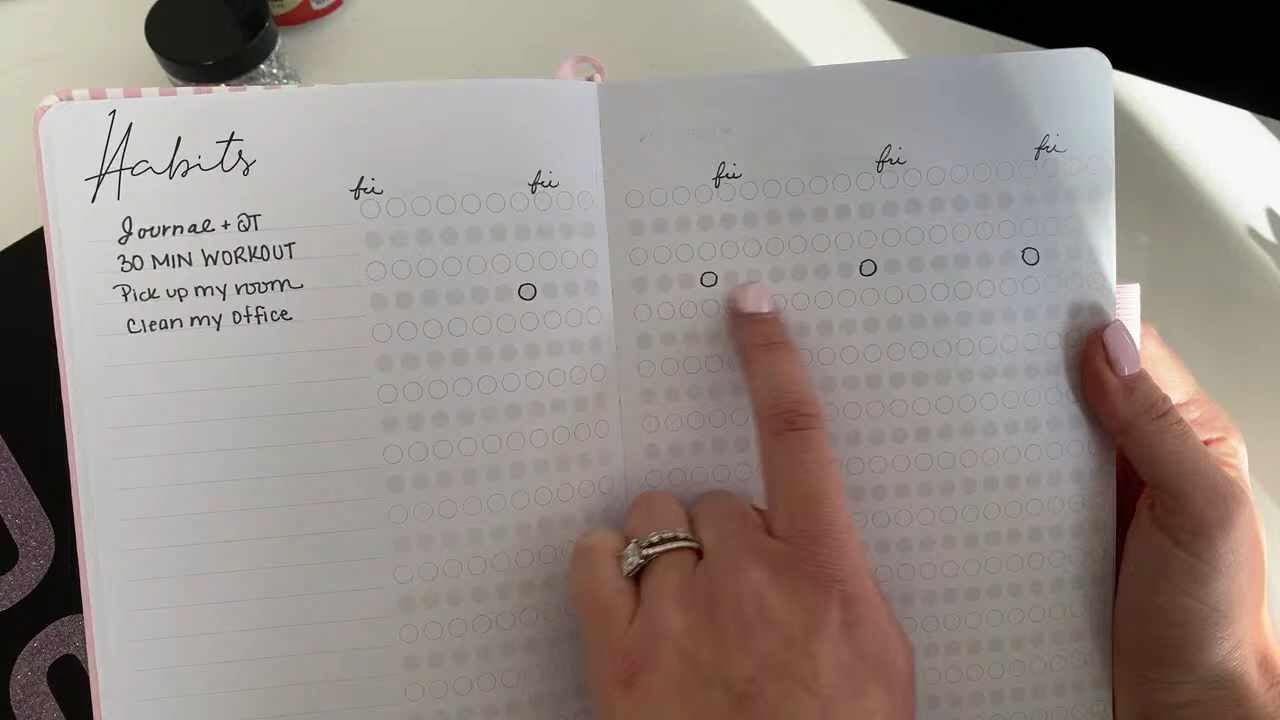 Habits
fri fri fri fri fri
Journal + QT
30 MIN WORKOUT
Pick up my room
Clean my office